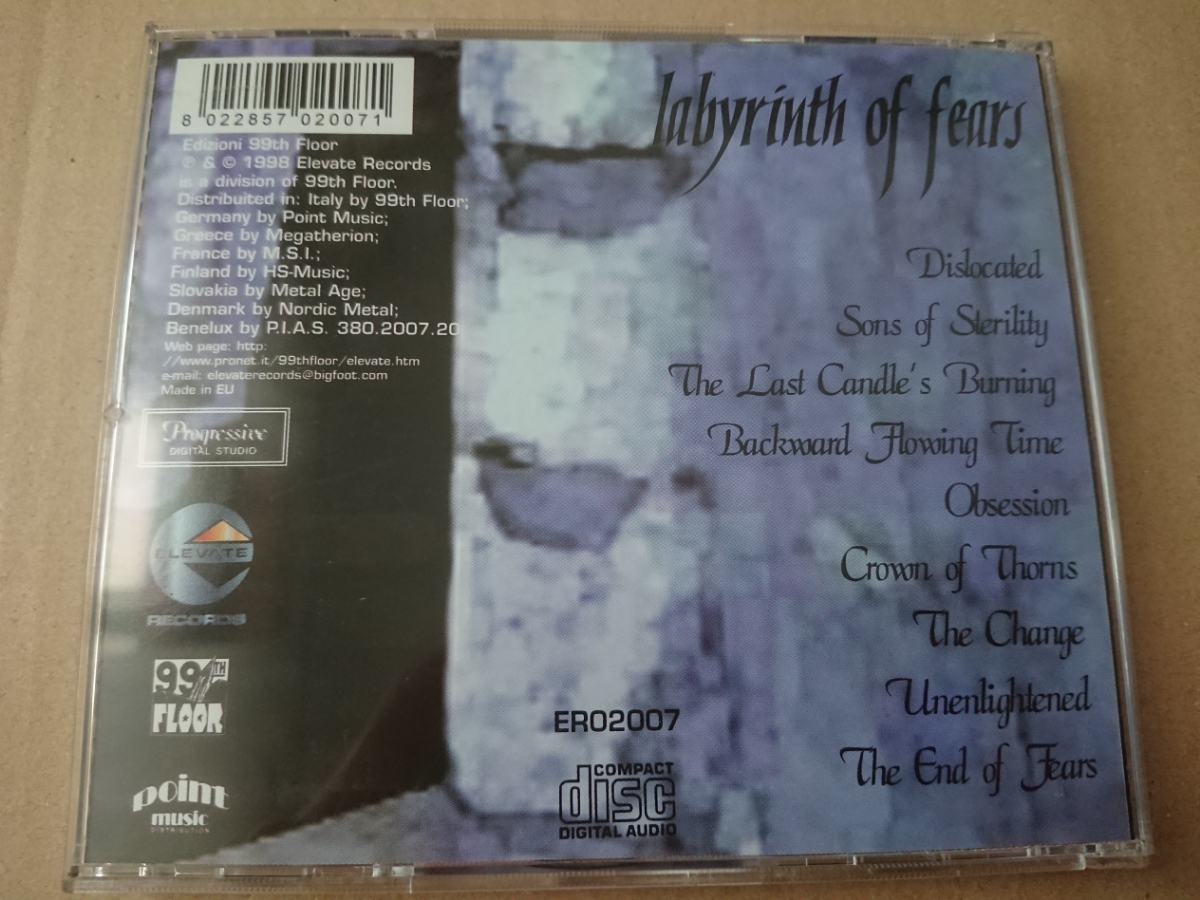 8 022857 020071
Edizioni 99th Floor
℗ & © 1998 Elevate Records
is a division of 99th Floor.
Distribuited in: Italy by 99th Floor;
Germany by Point Music;
Greece by Megatherion;
France by M.S.I.;
Finland by HS-Music;
Slovakia by Metal Age;
Denmark by Nordic Metal;
Benelux by P.I.A.S. 380.2007.20
Web page: http:
//www.pronet.it/99thfloor/elevate.htm
e-mail: elevaterecords@bigfoot.com
Made in EU
Progressive
DIGITAL STUDIO
ELEVATE
RECORDS
99TH
FLOOR
point
music
DISTRIBUTION
labyrinth of fears
Dislocated
Sons of Sterility
The Last Candle's Burning
Backward Flowing Time
Obsession
Crown of Thorns
The Change
Unenlightened
The End of Fears
ER02007
COMPACT
disc
DIGITAL AUDIO